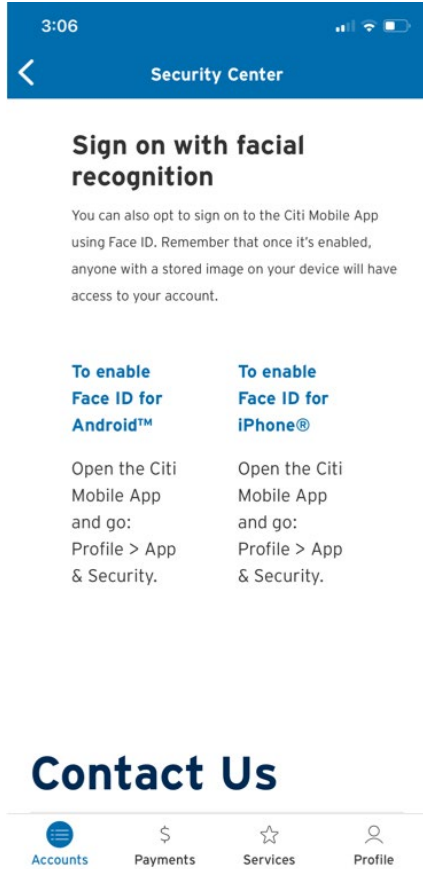 3:06
Security Center
Sign on with facial
recognition
You can also opt to sign on to the Citi Mobile App
using Face ID. Remember that once it's enabled,
anyone with a stored image on your device will have
access to your account.
To enable
Face ID for
Android™
Open the Citi
Mobile App
and go:
Profile > App
& Security.
To enable
Face ID for
iPhone®
Open the Citi
Mobile App
and go:
Profile > App
& Security.
Contact Us
Accounts
Payments
Services
Profile